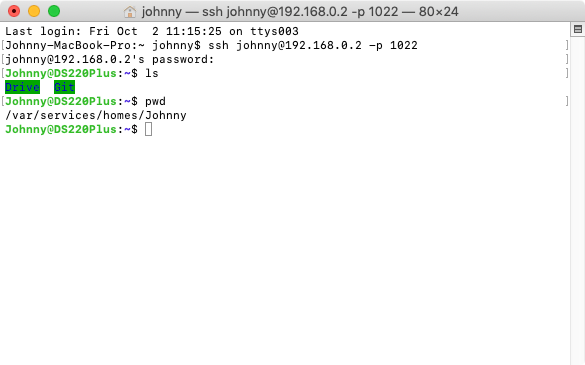 johnny — ssh johnny@192.168.0.2 -p 1022 — 80×24
Last login: Fri Oct  2 11:15:25 on ttys003
[Johnny-MacBook-Pro:~ johnny$ ssh johnny@192.168.0.2 -p 1022 ]
[johnny@192.168.0.2's password: ]
[Johnny@DS220Plus:~$ ls ]
Drive  Git
[Johnny@DS220Plus:~$ pwd ]
/var/services/homes/Johnny
Johnny@DS220Plus:~$